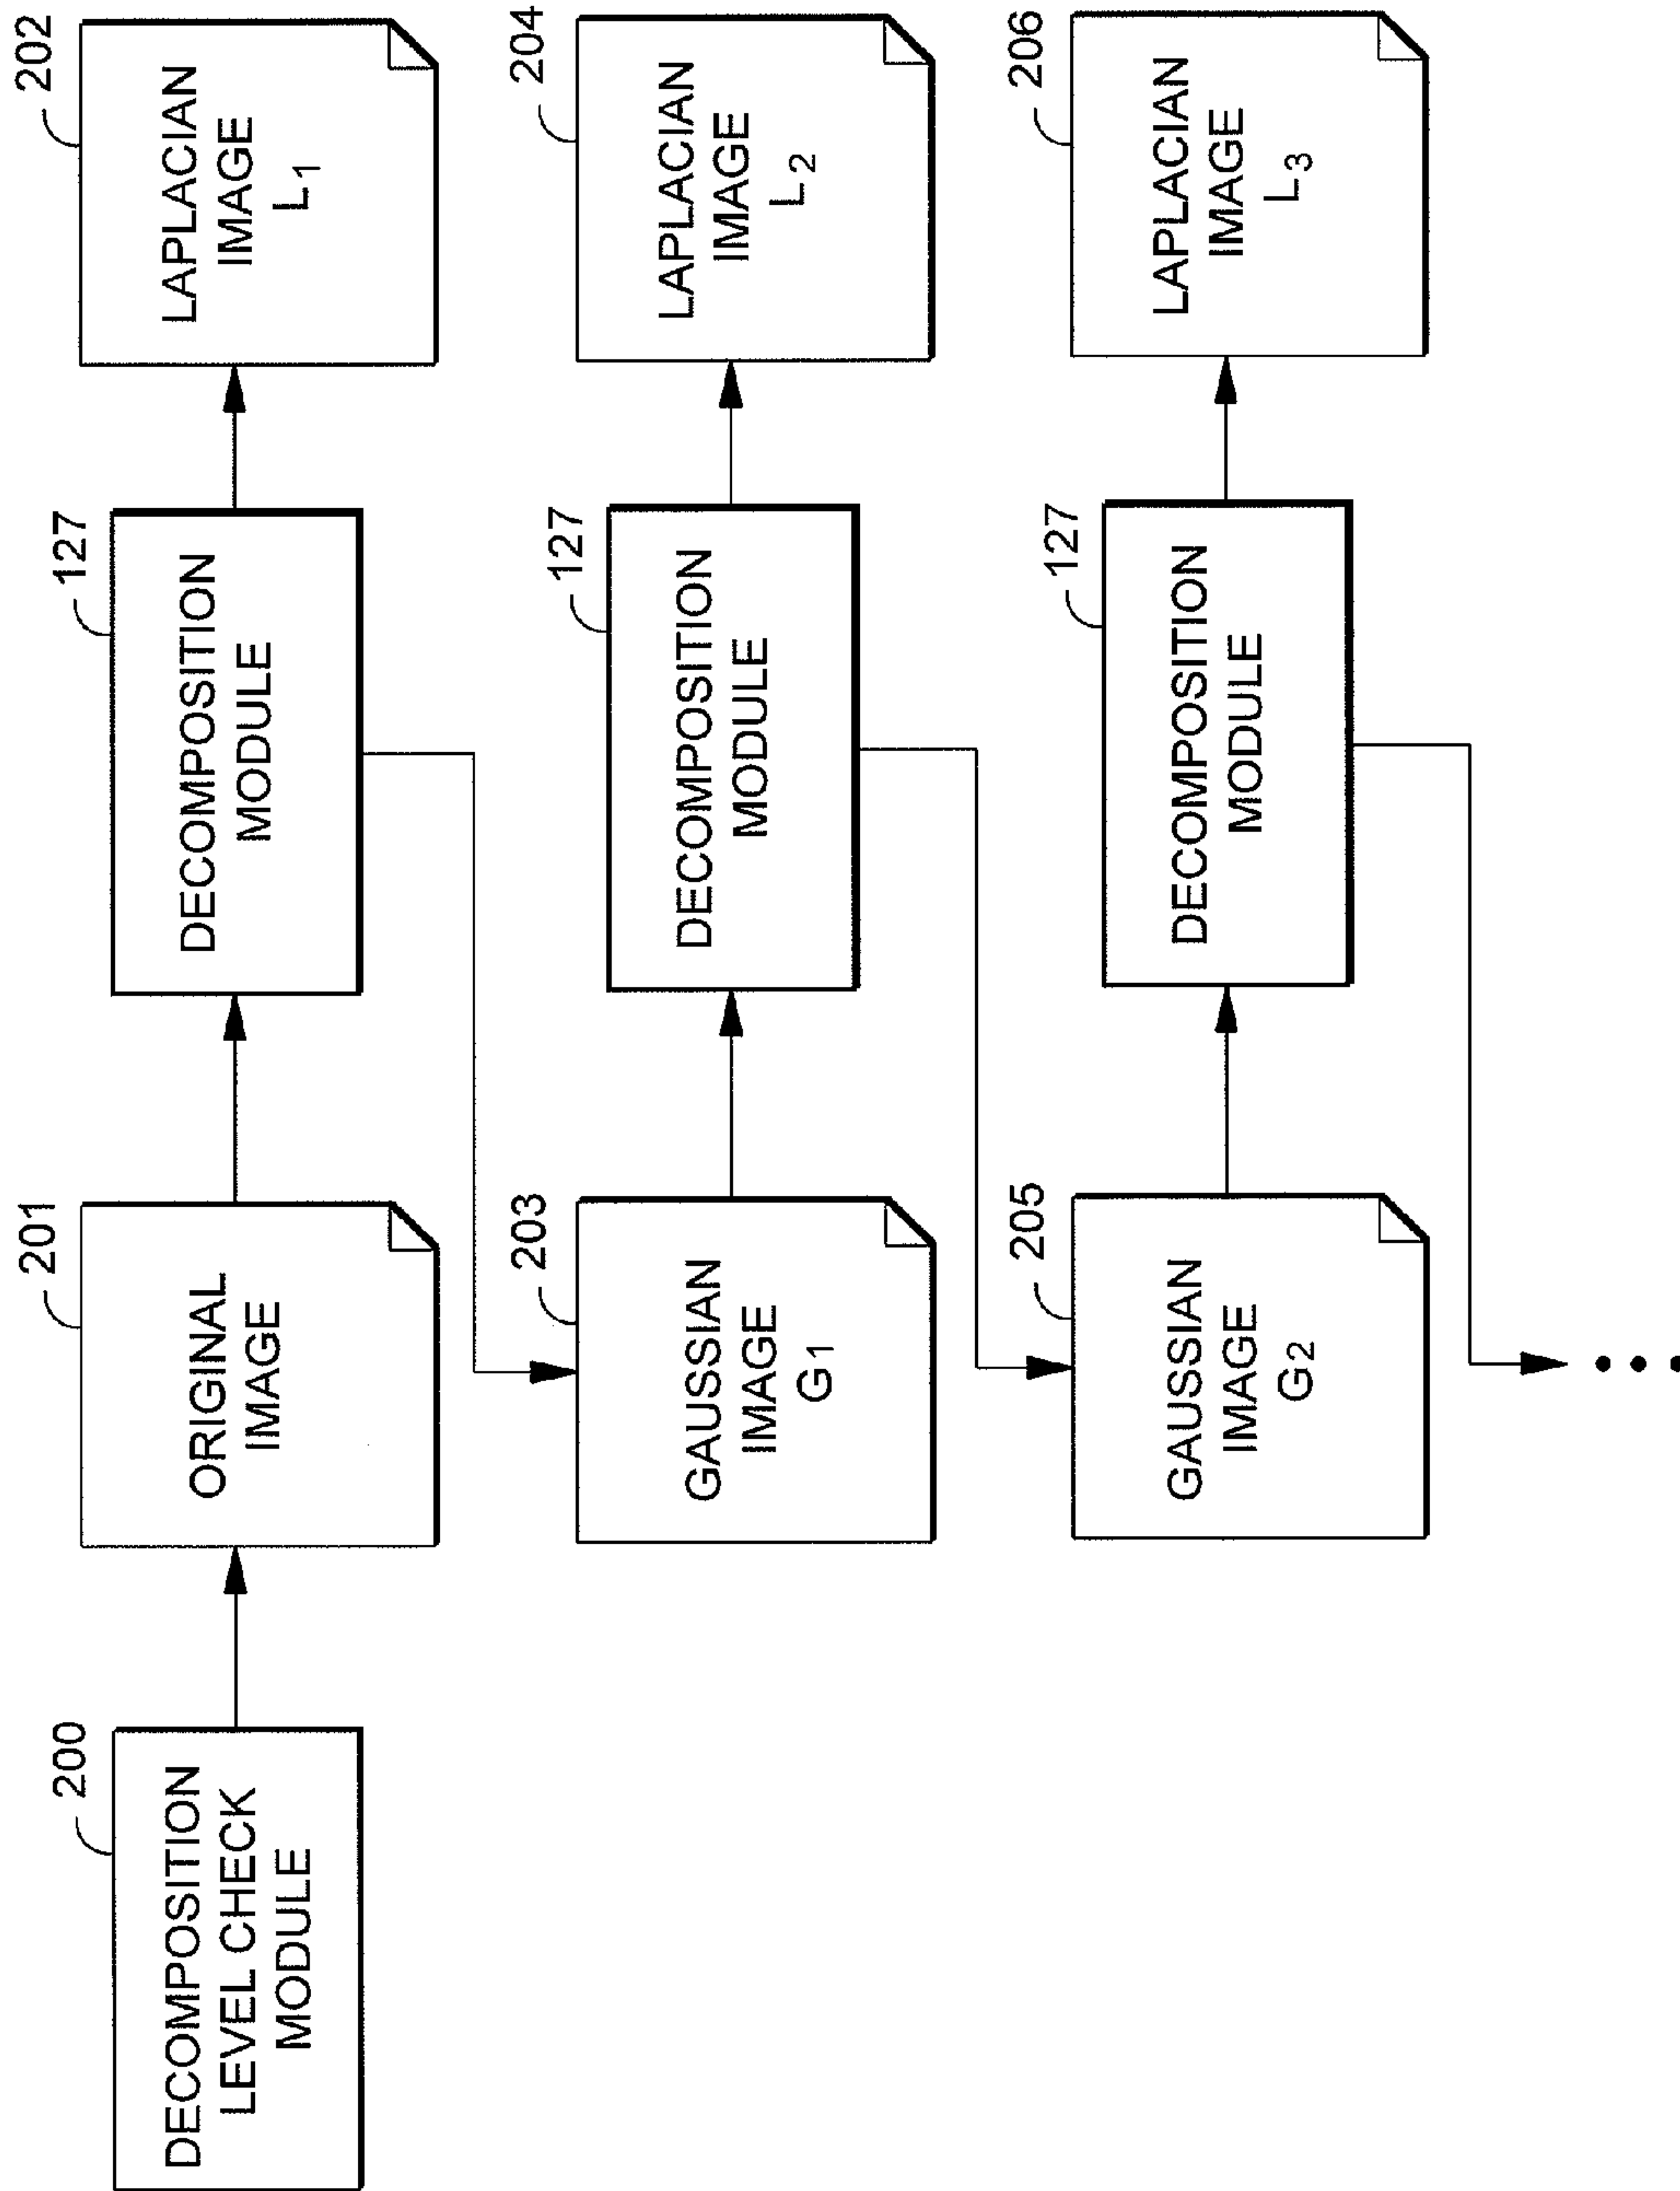 200
DECOMPOSITION
LEVEL CHECK
MODULE
201
ORIGINAL
IMAGE
127
DECOMPOSITION
MODULE
202
LAPLACIAN
IMAGE
L1
203
GAUSSIAN
IMAGE
G1
127
DECOMPOSITION
MODULE
204
LAPLACIAN
IMAGE
L2
205
GAUSSIAN
IMAGE
G2
127
DECOMPOSITION
MODULE
206
LAPLACIAN
IMAGE
L3